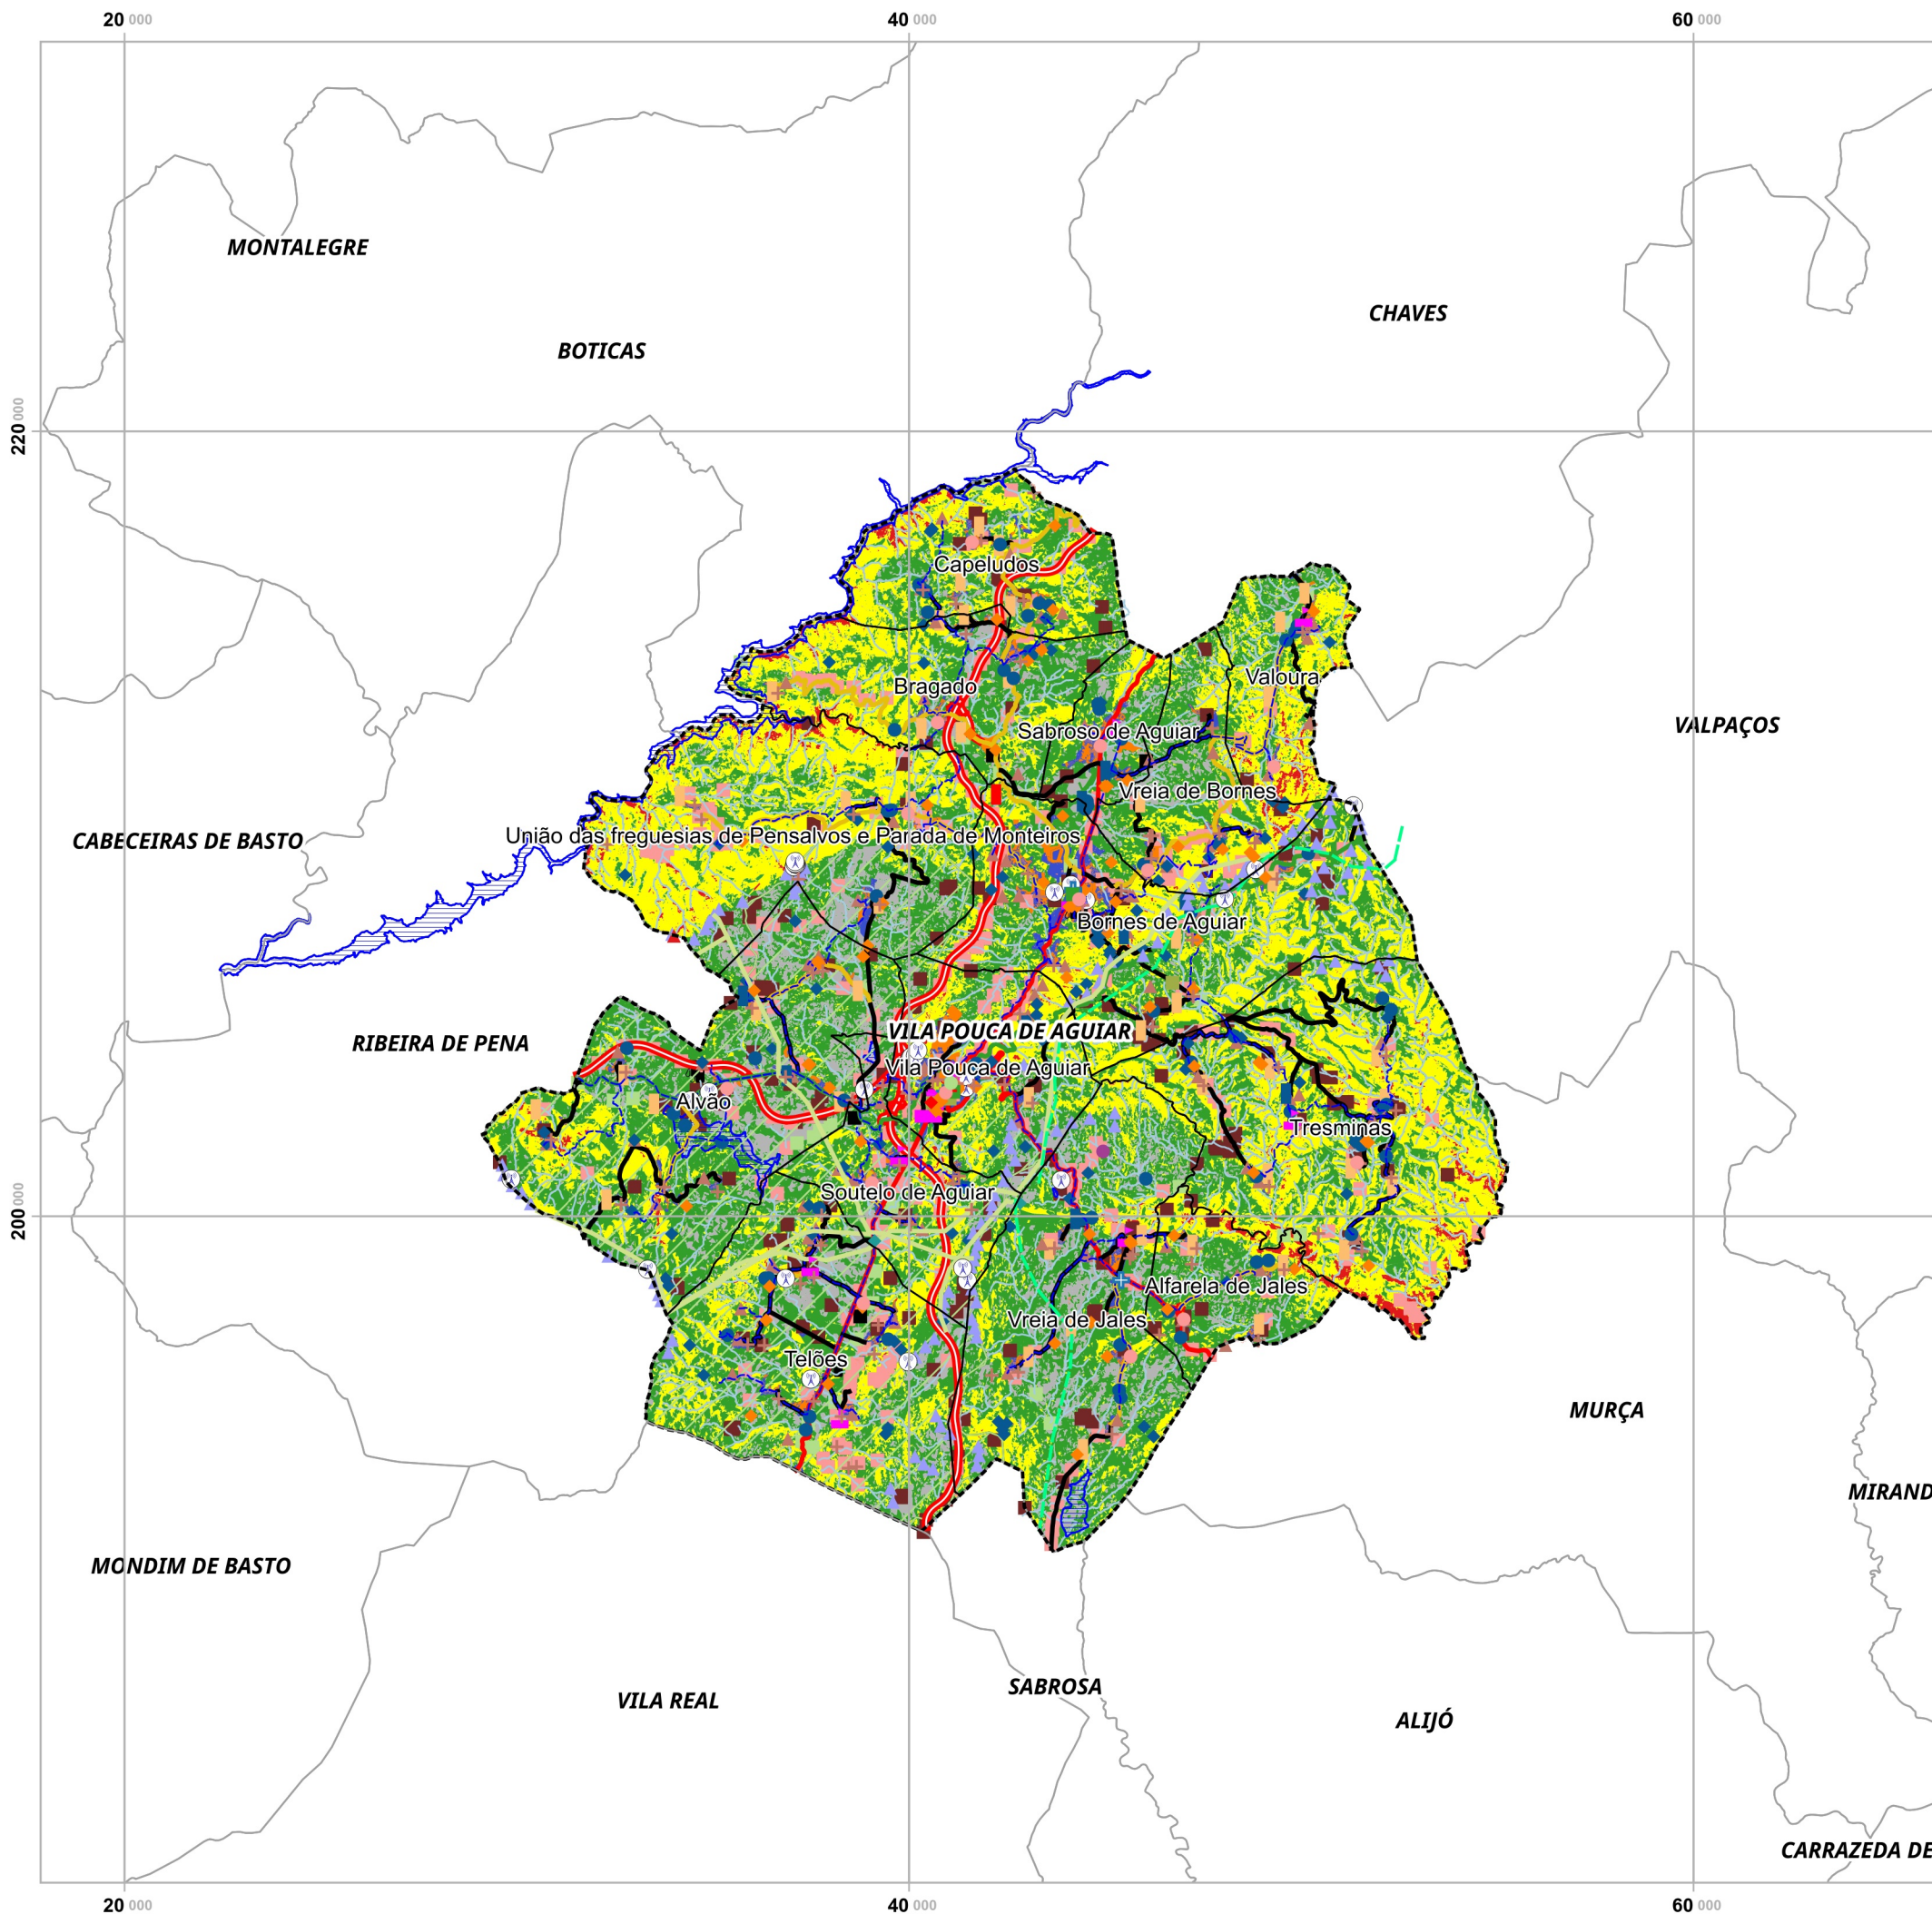 20 000
40 000
60 000
MONTALEGRE
CHAVES
BOTICAS
220 000
Capeludos
Valoura
Bragado
VALPAÇOS
Sabroso de Aguiar
Vreia de Bornes
União das freguesias de Pensalvos e Parada de Monteiros
CABECEIRAS DE BASTO
Bornes de Aguiar
VILA POUCA DE AGUIAR
RIBEIRA DE PENA
Vila Pouca de Aguiar
Alvão
Tresminas
Soutelo de Aguiar
200 000
Alfarela de Jales
Vreia de Jales
Telões
MURÇA
MIRAND
MONDIM DE BASTO
SABROSA
VILA REAL
ALIJÓ
CARRAZEDA DE
20 000
40 000
60 000